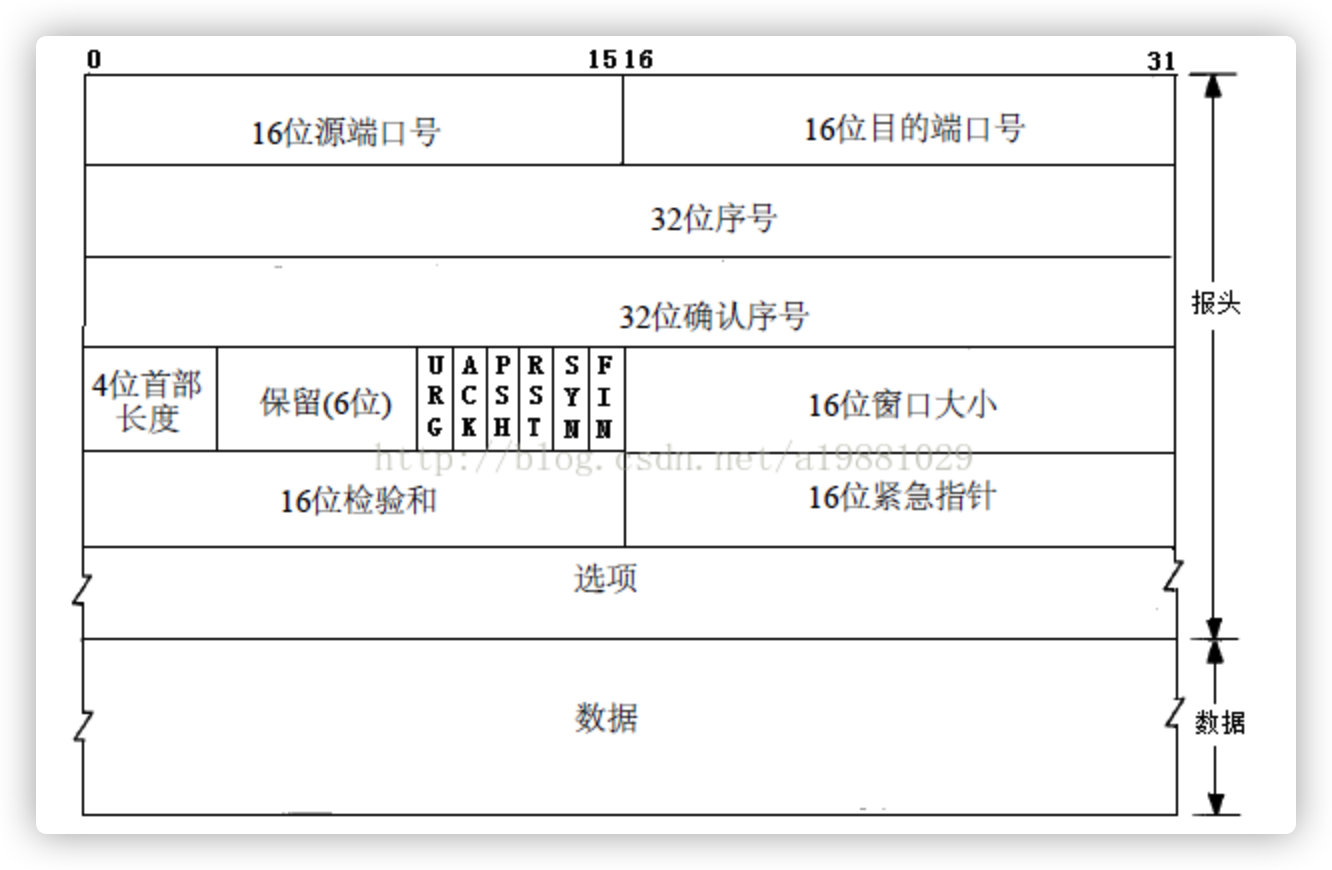 0 15 16 31
16位源端口号 16位目的端口号
32位序号
报头
32位确认序号
4位首部
长度
保留(6位)
URG
ACK
PSH
RST
SYN
FIN
16位窗口大小
http://blog.csdn.net/a19881029
16位检验和 16位紧急指针
选项
数据 数据